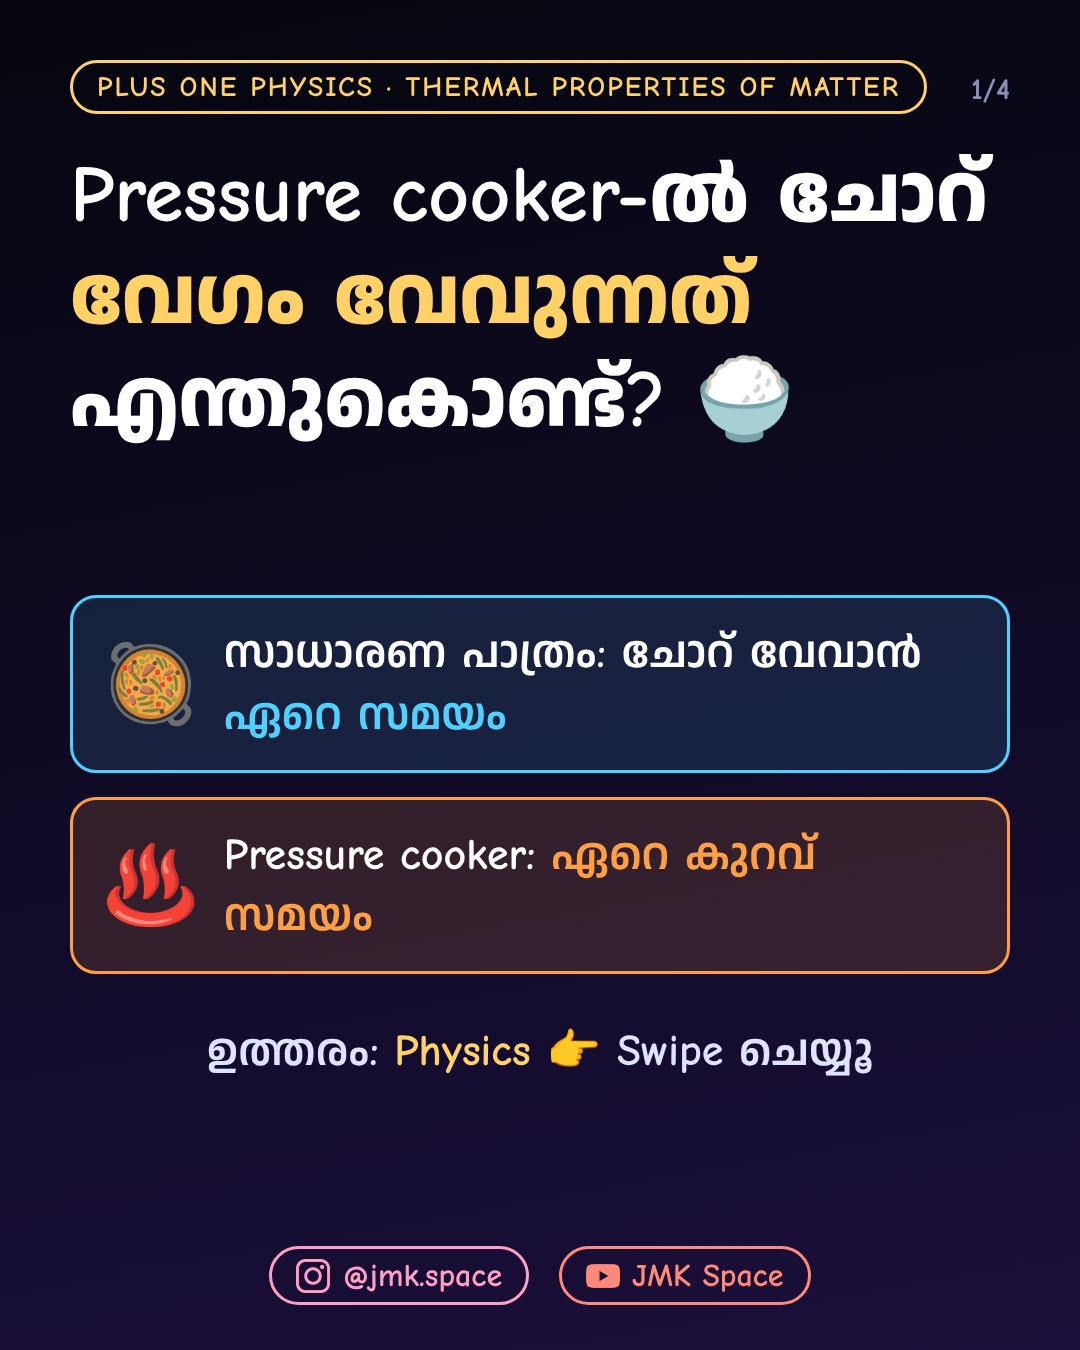 PLUS ONE PHYSICS · THERMAL PROPERTIES OF MATTER
1/4
Pressure cooker-ൽ ചോറ്
വേഗം വേവുന്നത്
എന്തുകൊണ്ട്? 🍚
സാധാരണ പാത്രം: ചോറ് വേവാൻ
ഏറെ സമയം
Pressure cooker: ഏറെ കുറവ്
സമയം
ഉത്തരം: Physics 👉 Swipe ചെയ്യൂ
@jmk.space
JMK Space